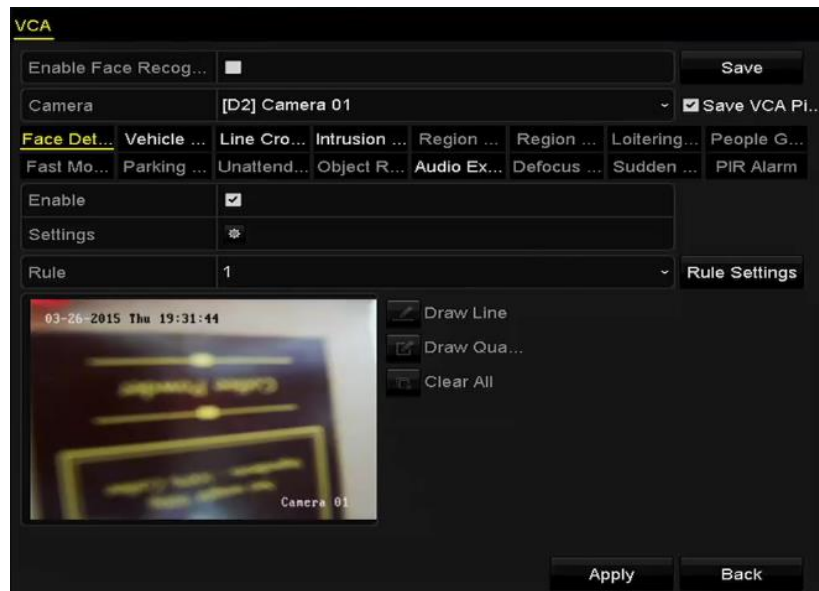 VCA
Enable Face Recog...
Save
Camera [D2] Camera 01
Save VCA Pi..
Face Det... Vehicle ... Line Cro... Intrusion ... Region ... Region ... Loitering... People G...
Fast Mo... Parking ... Unattend... Object R... Audio Ex... Defocus ... Sudden ... PIR Alarm
Enable
Settings
Rule 1
Rule Settings
03-26-2015 Thu 19:31:44
Draw Line
Draw Qua...
Clear All
Camera 01
Apply Back